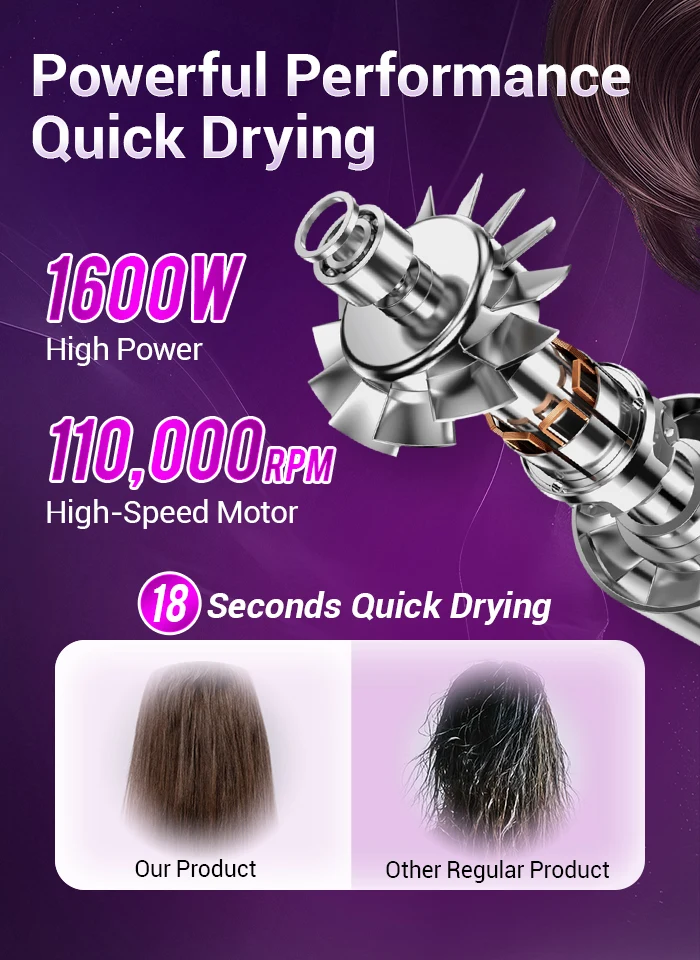 Powerful Performance
Quick Drying
1600W
High Power
110,000RPM
High-Speed Motor
18 Seconds Quick Drying
Our Product
Other Regular Product